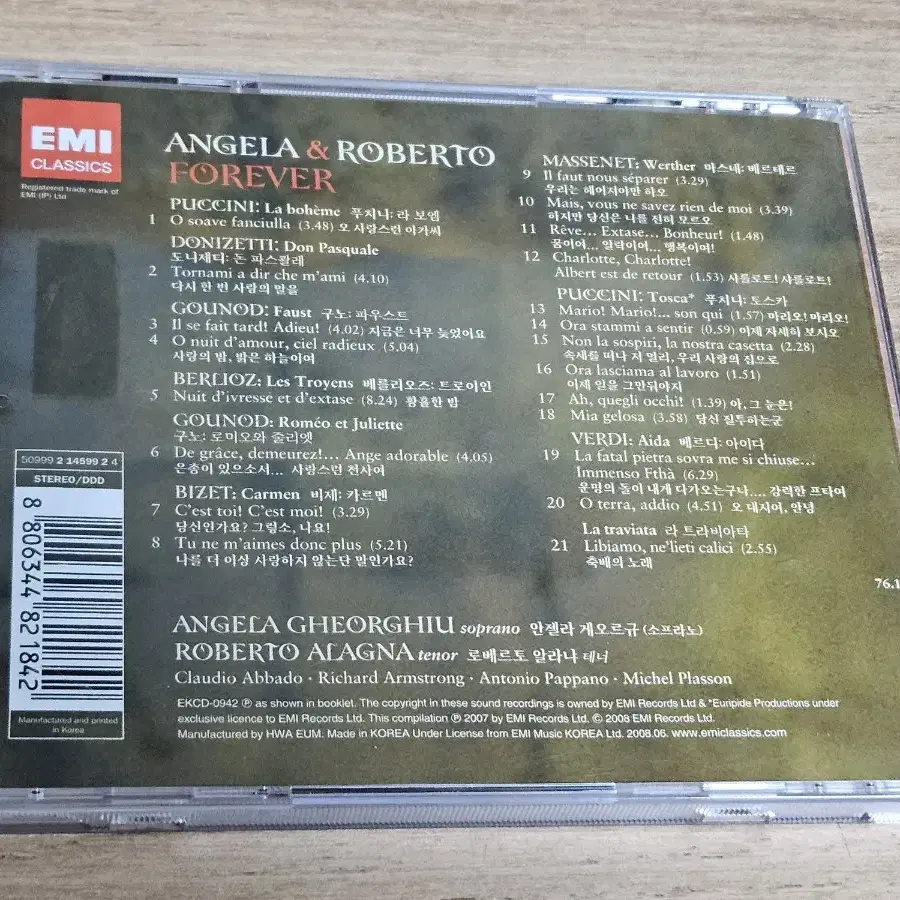 EMI
CLASSICS
Registered trade mark of
EMI (IP) Ltd
ANGELA & ROBERTO
FOREVER
PUCCINI: La bohème 푸치니: 라 보엠
1 O soave fanciulla (3.48) 오 사랑스런 아가씨
DONIZETTI: Don Pasquale
도니제티: 돈 파스콸레
2 Tornami a dir che m'ami (4.10)
다시 한 번 사랑의 말을
GOUNOD: Faust 구노: 파우스트
3 Il se fait tard! Adieu! (4.02) 지금은 너무 늦었어요
4 O nuit d'amour, ciel radieux (5.04)
사랑의 밤, 밝은 하늘이여
BERLIOZ: Les Troyens 베를리오즈: 트로이인
5 Nuit d'ivresse et d'extase (8.24) 황홀한 밤
GOUNOD: Roméo et Juliette
구노: 로미오와 줄리엣
6 De grâce, demeurez!... Ange adorable (4.05)
은총이 있으소서... 사랑스런 천사여
BIZET: Carmen 비제: 카르멘
7 C'est toi! C'est moi! (3.29)
당신인가요? 그렇소, 나요!
8 Tu ne m'aimes donc plus (5.21)
나를 더 이상 사랑하지 않는단 말인가요?
MASSENET: Werther 마스네: 베르테르
9 Il faut nous séparer (3.29)
우리는 헤어져야만 하오
10 Mais, vous ne savez rien de moi (3.39)
하지만 당신은 나를 전혀 모르오
11 Rêve... Extase... Bonheur! (1.48)
꿈이여... 열락이여... 행복이여!
12 Charlotte, Charlotte!
Albert est de retour (1.53) 샤를로트! 샤를로트!
PUCCINI: Tosca* 푸치니: 토스카
13 Mario! Mario!... son qui (1.57) 마리오! 마리오!
14 Ora stammi a sentir (0.59) 이제 자세히 보시오
15 Non la sospiri, la nostra casetta (2.28)
속세를 떠나 저 멀리, 우리 사랑의 집으로
16 Ora lasciama al lavoro (1.51)
이제 일을 그만둬야지
17 Ah, quegli occhi! (1.39) 아, 그 눈은!
18 Mia gelosa (3.58) 당신 질투하는군
VERDI: Aida 베르디: 아이다
19 La fatal pietra sovra me si chiuse...
Immenso Fthà (6.29)
운명의 돌이 내게 다가오는구나.... 강력한 프타여
20 O terra, addio (4.51) 오 대지여, 안녕
La traviata 라 트라비아타
21 Libiamo, ne'lieti calici (2.55)
축배의 노래
76.1
50999 2 14599 2 4
STEREO/DDD
8 806344 821842
Manufactured and printed
in Korea
ANGELA GHEORGHIU soprano 안젤라 게오르규 (소프라노)
ROBERTO ALAGNA tenor 로베르토 알라냐 테너
Claudio Abbado · Richard Armstrong · Antonio Pappano · Michel Plasson
EKCD-0942 ℗ as shown in booklet. The copyright in these sound recordings is owned by EMI Records Ltd & *Euripide Productions under
exclusive licence to EMI Records Ltd. This compilation ℗ 2007 by EMI Records Ltd. © 2008 EMI Records Ltd.
Manufactured by HWA EUM: Made in KOREA Under License from EMI Music KOREA Ltd. 2008.06. www.emiclassics.com